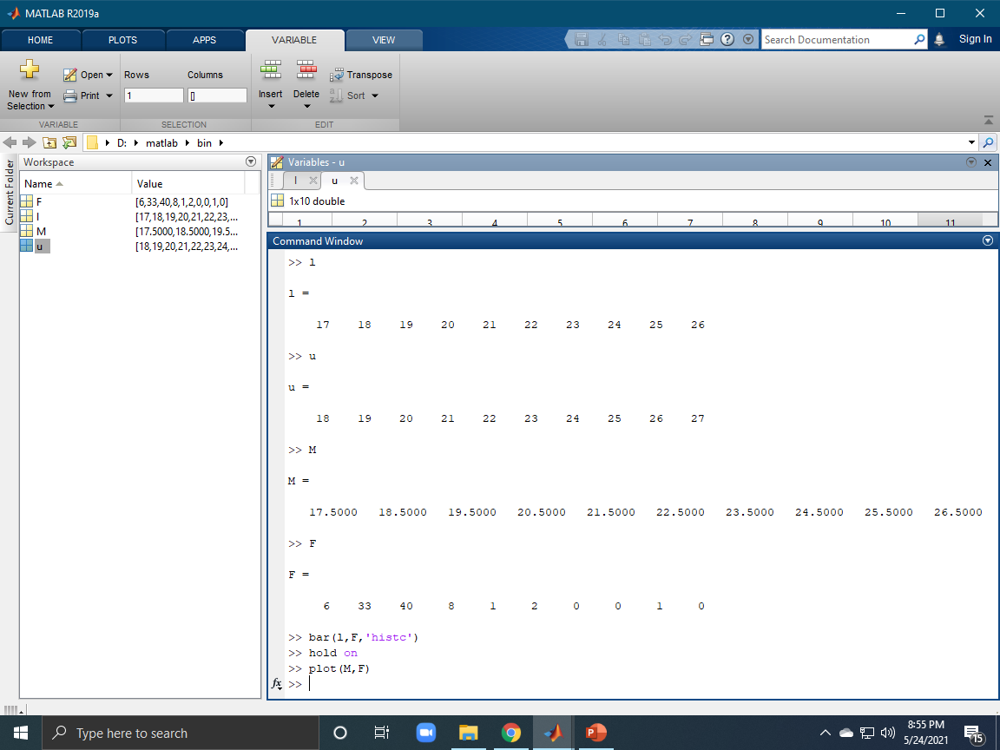 MATLAB R2019a
HOME PLOTS APPS VARIABLE VIEW
Search Documentation
Sign In
New from Selection
Open
Print
Rows
Columns
1
[]
Insert
Delete
Transpose
Sort
VARIABLE SELECTION EDIT
D: matlab bin
Current Folder
Workspace
Name Value
F [6,33,40,8,1,2,0,0,1,0]
l [17,18,19,20,21,22,23,...
M [17.5000,18.5000,19.5...
u [18,19,20,21,22,23,24,...
Variables - u
l u
1x10 double
1 2 3 4 5 6 7 8 9 10 11
Command Window
>> l
l =
17 18 19 20 21 22 23 24 25 26
>> u
u =
18 19 20 21 22 23 24 25 26 27
>> M
M =
17.5000 18.5000 19.5000 20.5000 21.5000 22.5000 23.5000 24.5000 25.5000 26.5000
>> F
F =
6 33 40 8 1 2 0 0 1 0
>> bar(l,F,'histc')
>> hold on
>> plot(M,F)
fx >>
Type here to search
8:55 PM
5/24/2021
15